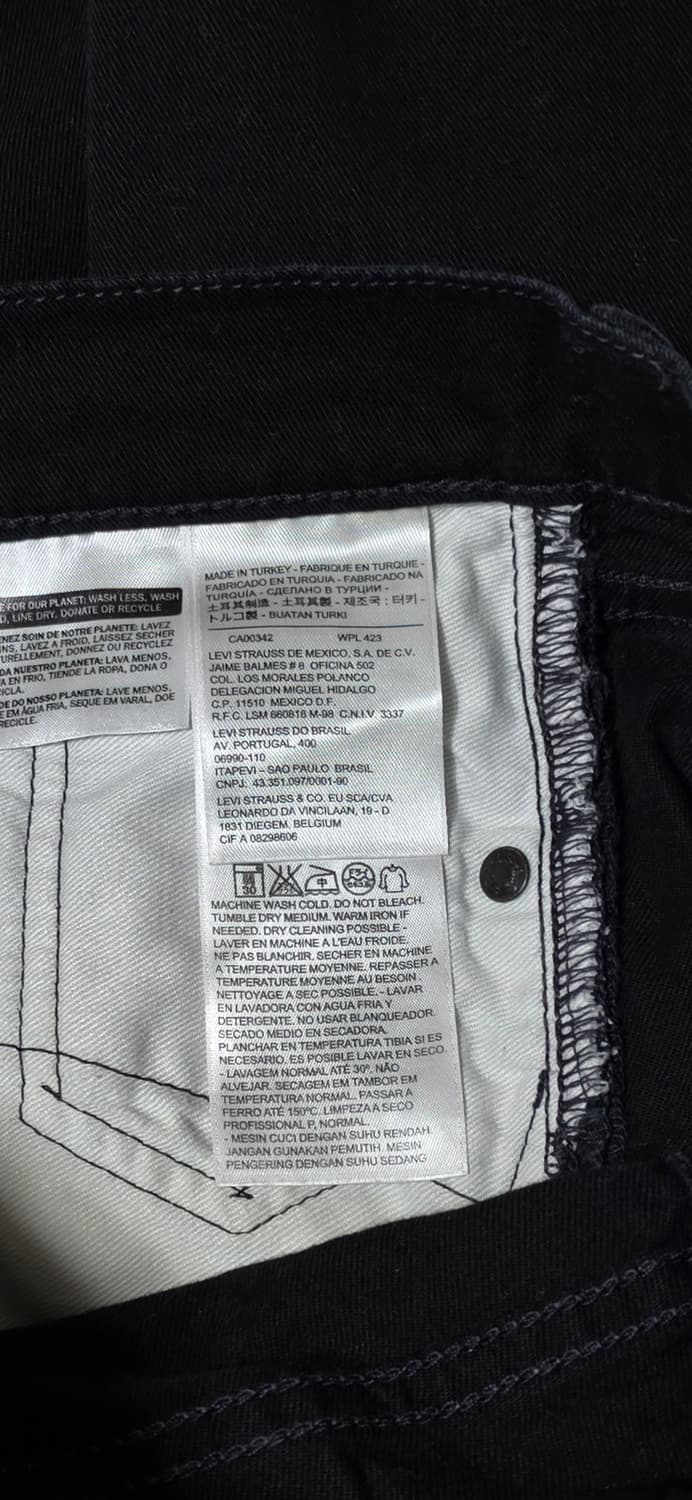 E FOR OUR PLANET: WASH LESS, WASH
D, LINE DRY, DONATE OR RECYCLE
ENEZ SOIN DE NOTRE PLANETE: LAVEZ
INS, LAVEZ A FROID, LAISSEZ SECHER
TURELLEMENT, DONNEZ OU RECYCLEZ
DA NUESTRO PLANETA: LAVA MENOS,
A EN FRIO, TIENDE LA ROPA, DONA O
ICLA.
DE DO NOSSO PLANETA: LAVE MENOS,
E EM ÁGUA FRIA, SEQUE EM VARAL, DOE
RECICLE.
MADE IN TURKEY - FABRIQUE EN TURQUIE -
FABRICADO EN TURQUIA - FABRICADO NA
TURQUÍA - СДЕЛАНО В ТУРЦИИ -
土耳其制造 - 土耳其製 - 제조국 : 터키 -
トルコ製 - BUATAN TURKI
CA00342 WPL 423
LEVI STRAUSS DE MEXICO, S.A. DE C.V.
JAIME BALMES # 8 OFICINA 502
COL. LOS MORALES POLANCO
DELEGACION MIGUEL HIDALGO
C.P. 11510 MEXICO D.F.
R.F.C. LSM 660818 M-98 C.N.I.V 3337
LEVI STRAUSS DO BRASIL
AV. PORTUGAL, 400
06990-110
ITAPEVI – SAO PAULO BRASIL
CNPJ: 43.351.097/0001-90
LEVI STRAUSS & CO. EU SCA/CVA
LEONARDO DA VINCILAAN, 19 - D
1831 DIEGEM, BELGIUM
CIF A 08298606
30
MACHINE WASH COLD. DO NOT BLEACH.
TUMBLE DRY MEDIUM. WARM IRON IF
NEEDED. DRY CLEANING POSSIBLE -
LAVER EN MACHINE A L'EAU FROIDE.
NE PAS BLANCHIR. SECHER EN MACHINE
A TEMPERATURE MOYENNE. REPASSER A
TEMPERATURE MOYENNE AU BESOIN
NETTOYAGE A SEC POSSIBLE. - LAVAR
EN LAVADORA CON AGUA FRIA Y
DETERGENTE. NO USAR BLANQUEADOR.
SECADO MEDIO EN SECADORA.
PLANCHAR EN TEMPERATURA TIBIA SI ES
NECESARIO. ES POSIBLE LAVAR EN SECO.
- LAVAGEM NORMAL ATÉ 30º. NÃO
ALVEJAR. SECAGEM EM TAMBOR EM
TEMPERATURA NORMAL. PASSAR A
FERRO ATÉ 150ºC. LIMPEZA A SECO
PROFISSIONAL P, NORMAL.
- MESIN CUCI DENGAN SUHU RENDAH.
JANGAN GUNAKAN PEMUTIH. MESIN
PENGERING DENGAN SUHU SEDANG